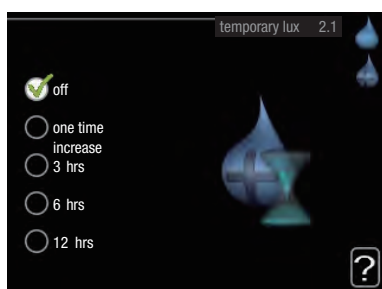 temporary lux 2.1
off
one time
increase
3 hrs
6 hrs
12 hrs
?